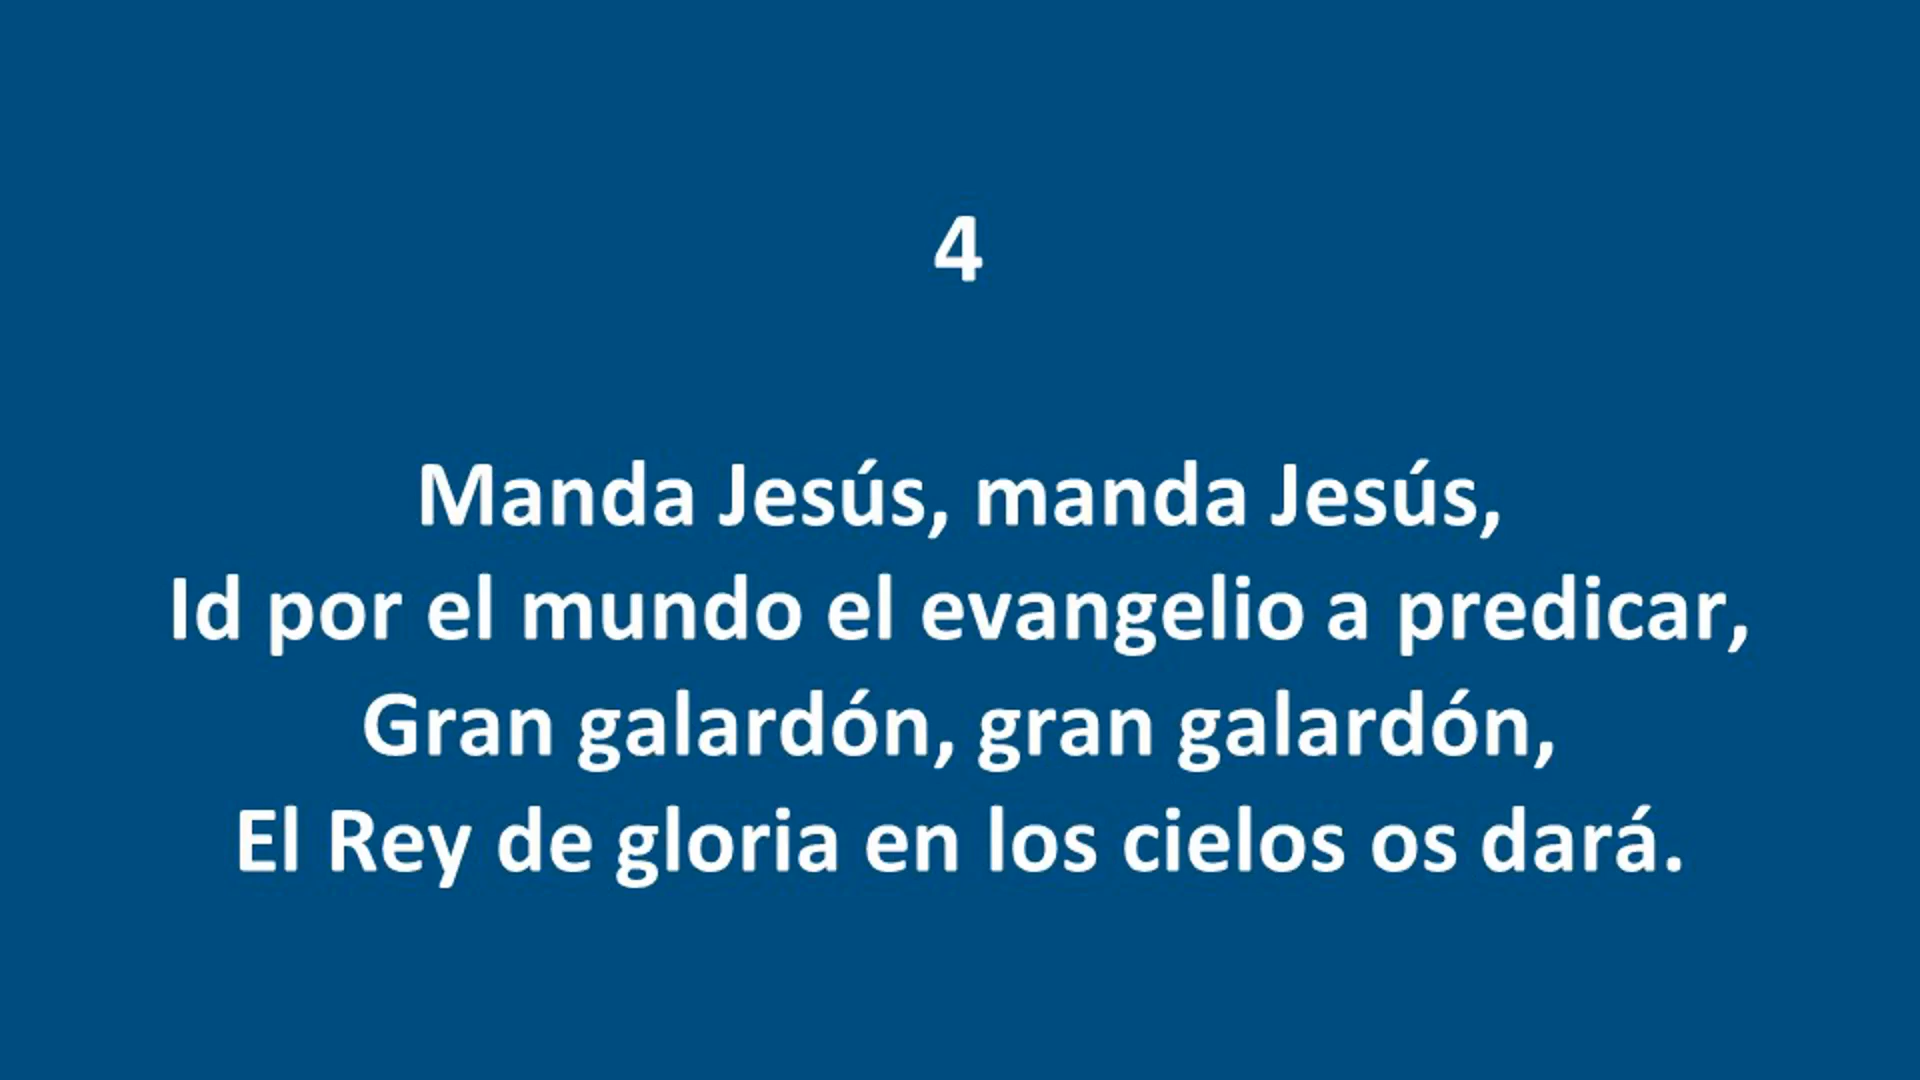 4
Manda Jesús, manda Jesús,
Id por el mundo el evangelio a predicar,
Gran galardón, gran galardón,
El Rey de gloria en los cielos os dará.